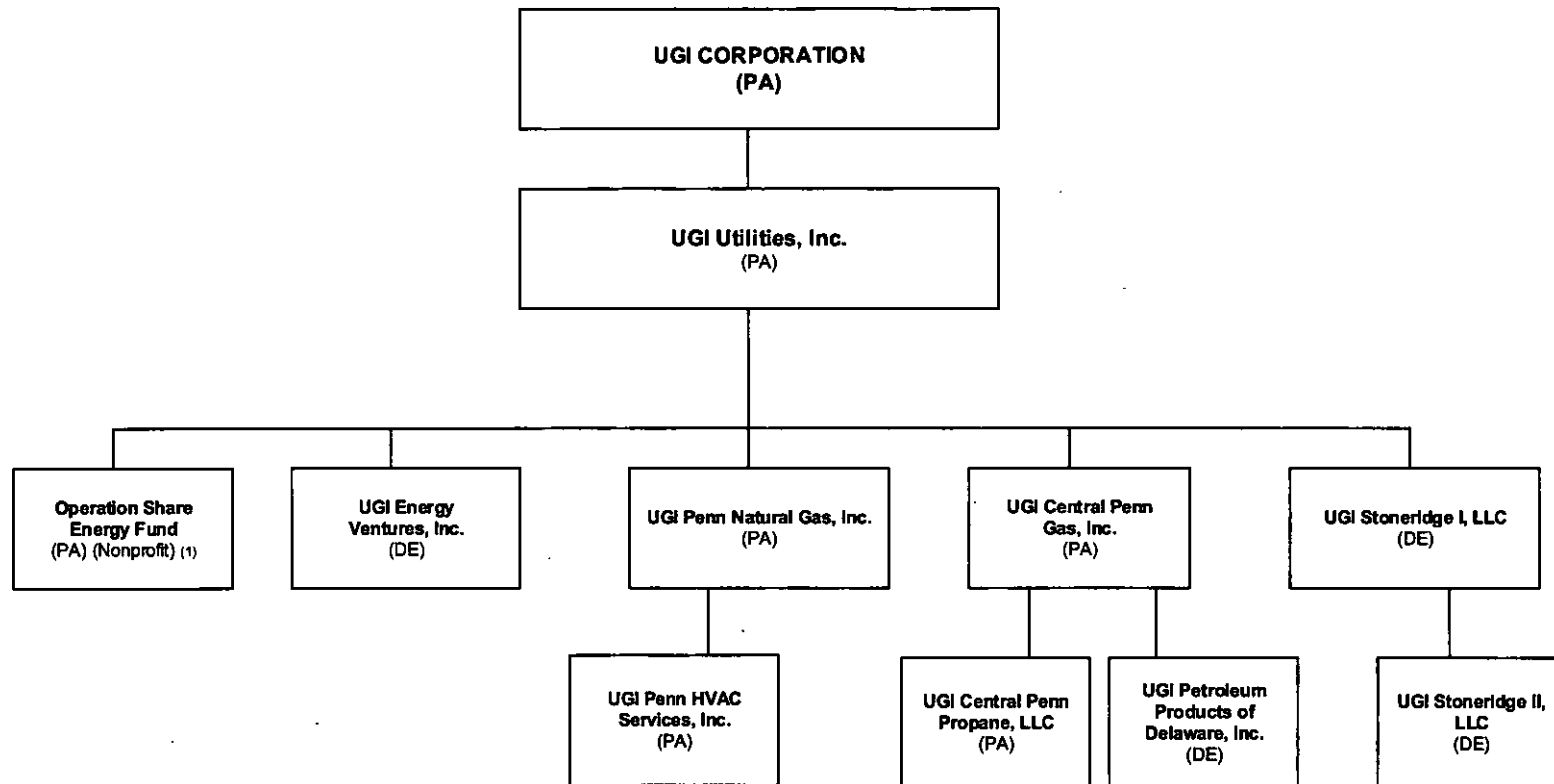 UGI CORPORATION
(PA)
UGI Utilities, Inc.
(PA)
Operation Share
Energy Fund
(PA) (Nonprofit) (1)
UGI Energy
Ventures, Inc.
(DE)
UGI Penn Natural Gas, Inc.
(PA)
UGI Central Penn
Gas, Inc.
(PA)
UGI Stoneridge I, LLC
(DE)
UGI Penn HVAC
Services, Inc.
(PA)
UGI Central Penn
Propane, LLC
(PA)
UGI Petroleum
Products of
Delaware, Inc.
(DE)
UGI Stoneridge II,
LLC
(DE)